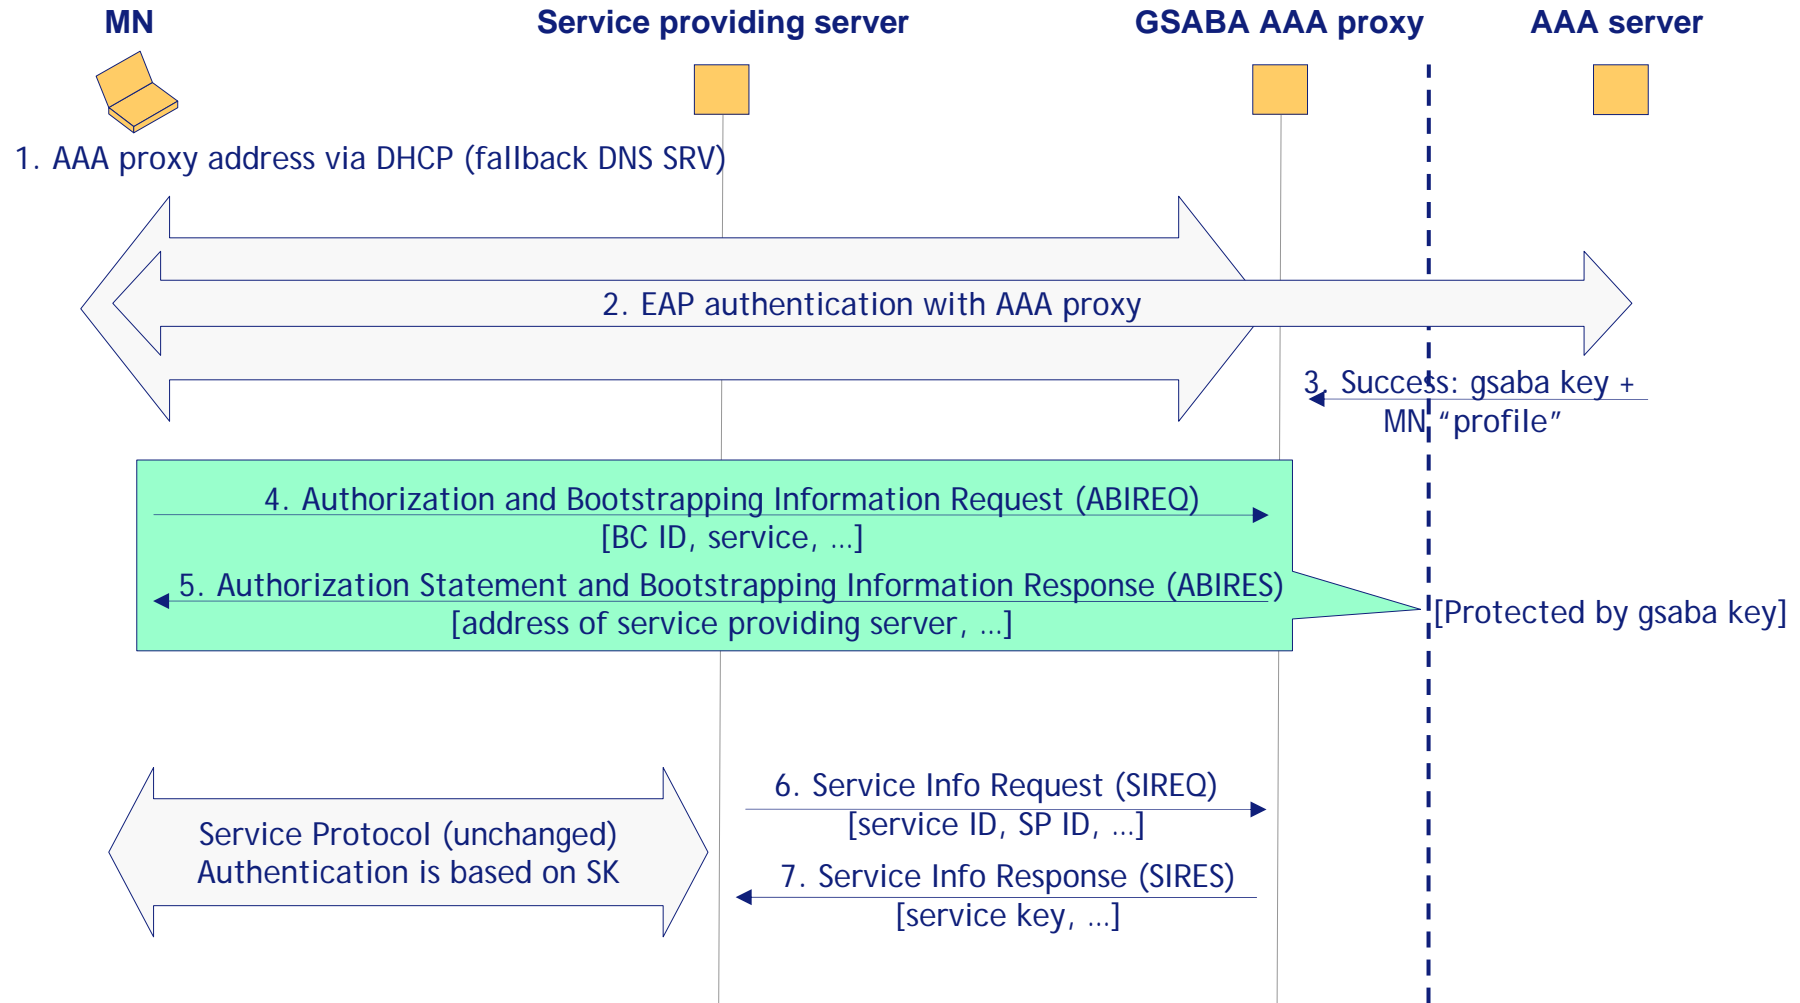 MN
Service providing server
GSABA AAA proxy
AAA server
1. AAA proxy address via DHCP (fallback DNS SRV)
2. EAP authentication with AAA proxy
3. Success: gsaba key +
MN “profile”
4. Authorization and Bootstrapping Information Request (ABIREQ)
[BC ID, service, …]
5. Authorization Statement and Bootstrapping Information Response (ABIRES)
[address of service providing server, …]
[Protected by gsaba key]
6. Service Info Request (SIREQ)
[service ID, SP ID, …]
Service Protocol (unchanged)
Authentication is based on SK
7. Service Info Response (SIRES)
[service key, …]